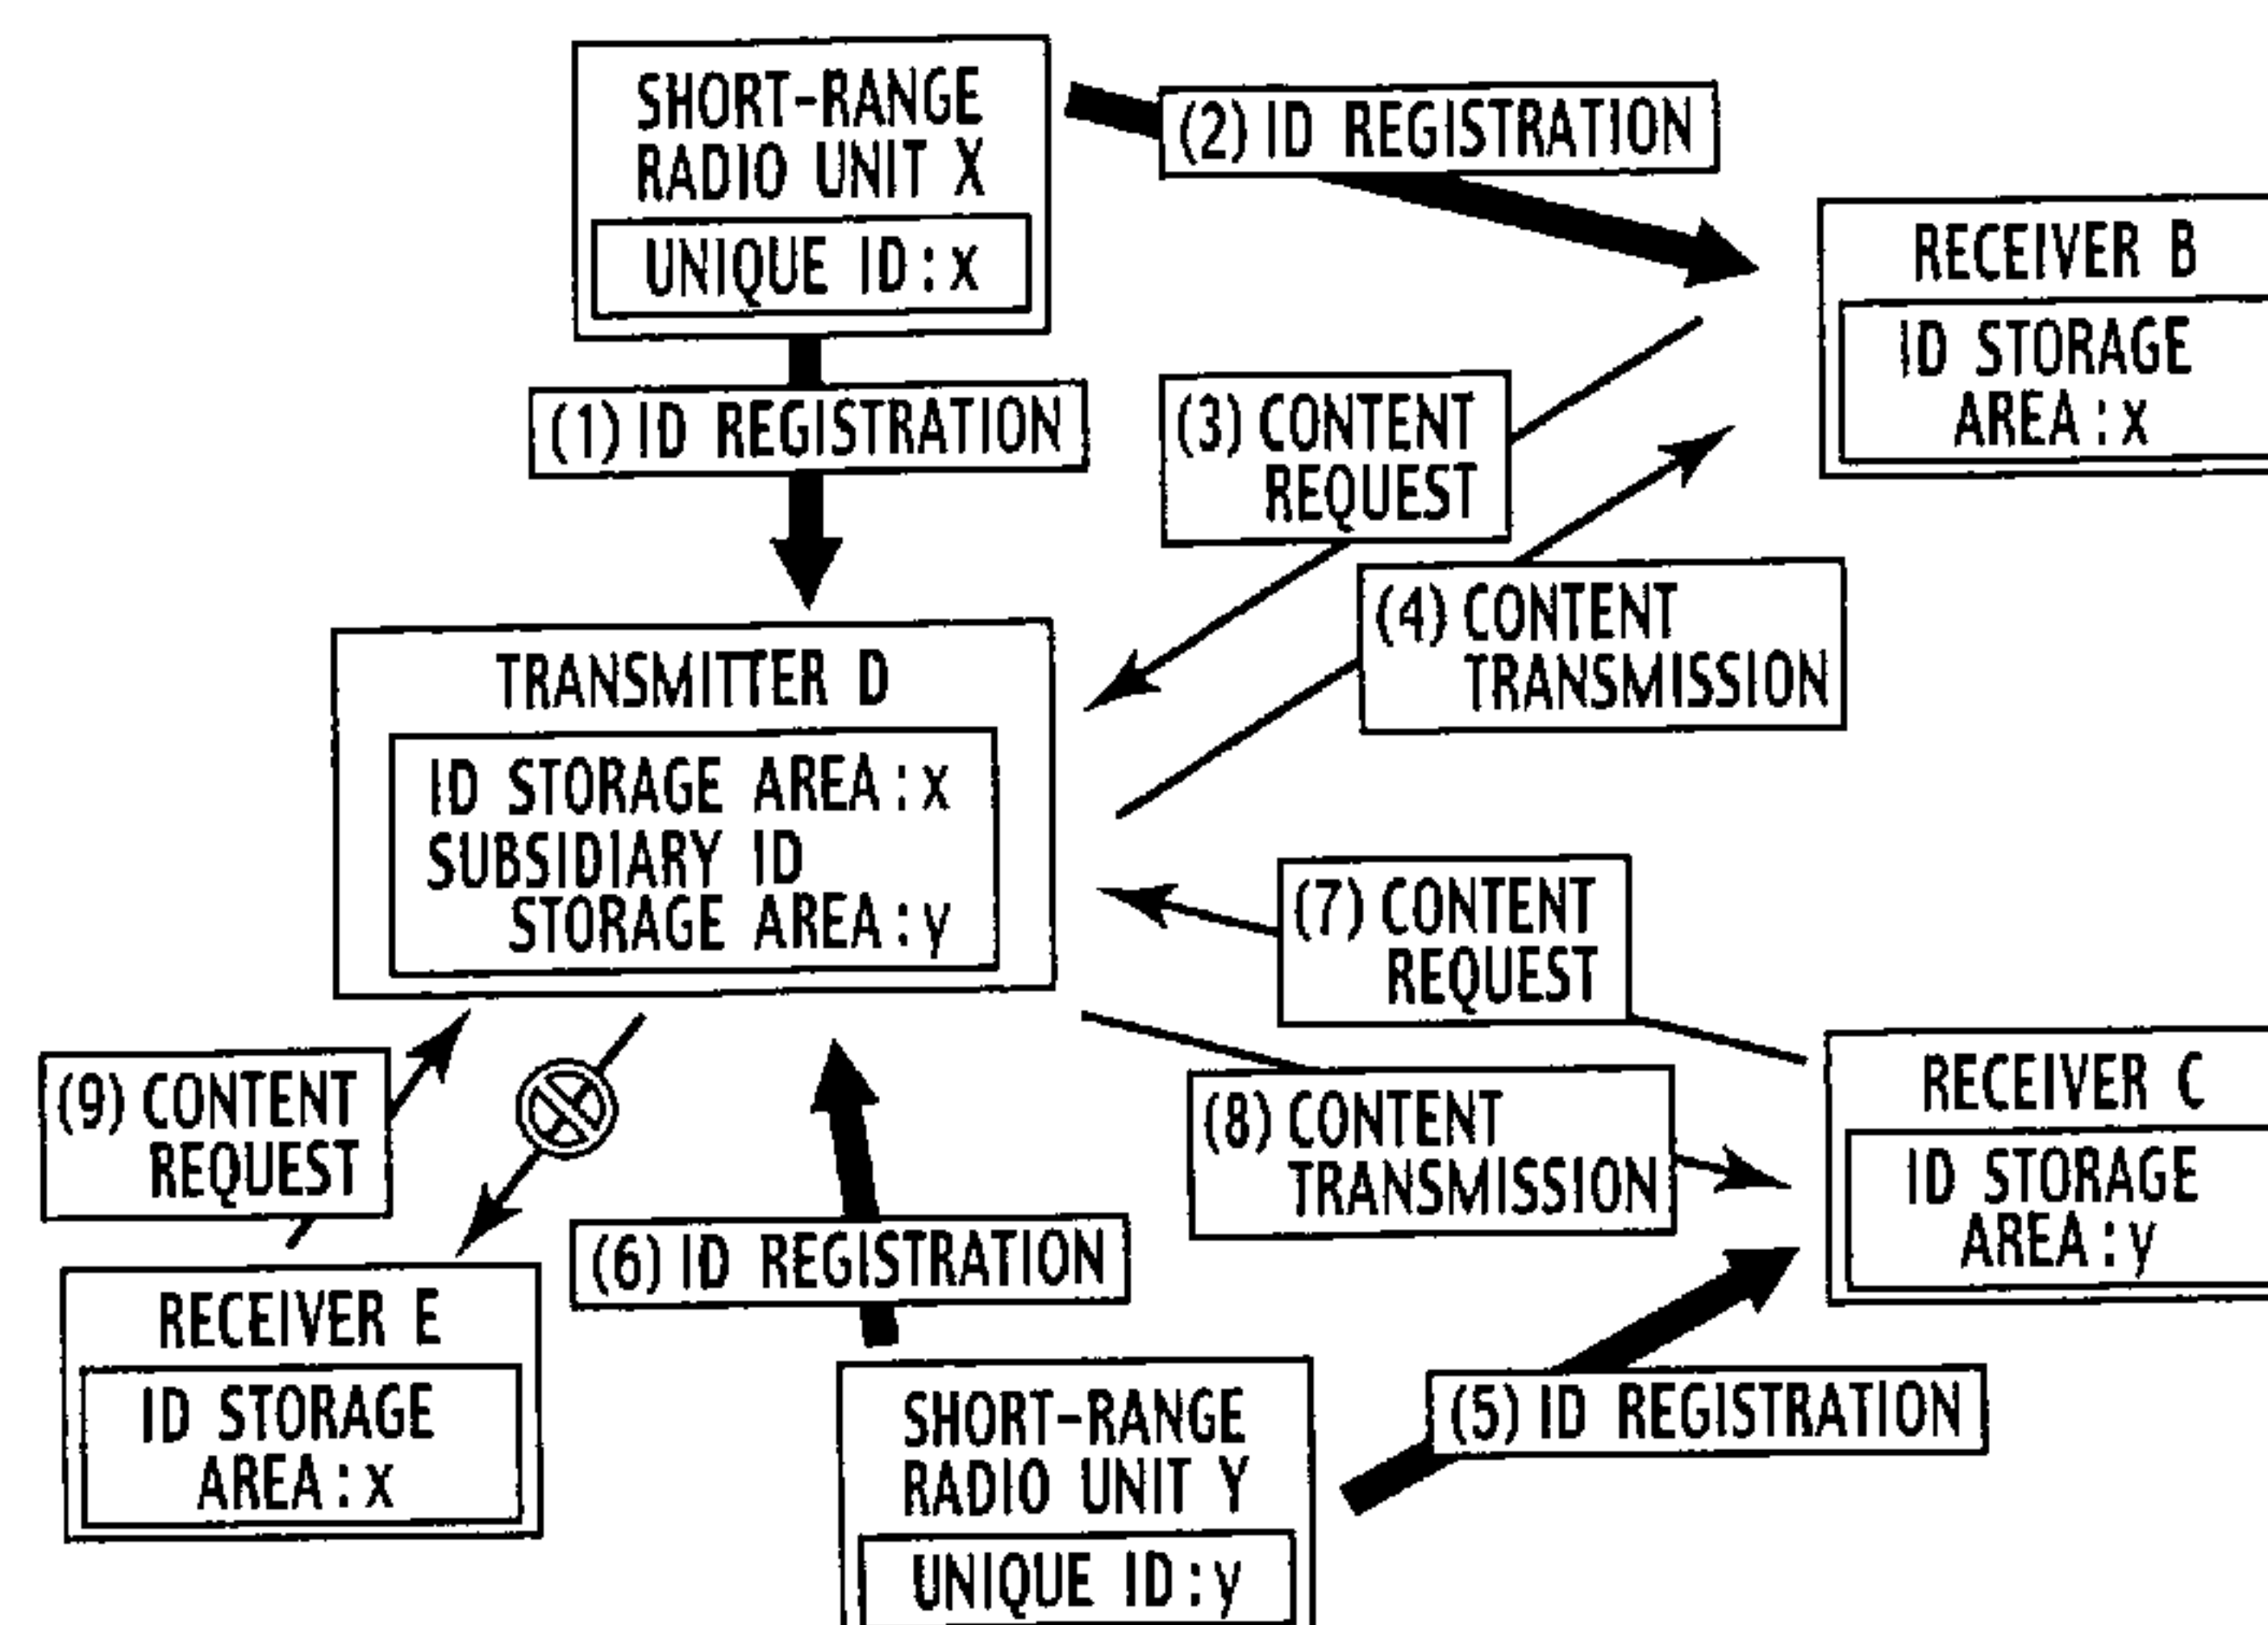 SHORT-RANGE
RADIO UNIT X
UNIQUE ID:x
(2) ID REGISTRATION
RECEIVER B
ID STORAGE
AREA:x
(1) ID REGISTRATION
(3) CONTENT
REQUEST
(4) CONTENT
TRANSMISSION
TRANSMITTER D
ID STORAGE AREA:x
SUBSIDIARY ID
STORAGE AREA:y
(7) CONTENT
REQUEST
(8) CONTENT
TRANSMISSION
RECEIVER C
ID STORAGE
AREA:y
(9) CONTENT
REQUEST
(6) ID REGISTRATION
RECEIVER E
ID STORAGE
AREA:x
(5) ID REGISTRATION
SHORT-RANGE
RADIO UNIT Y
UNIQUE ID:y